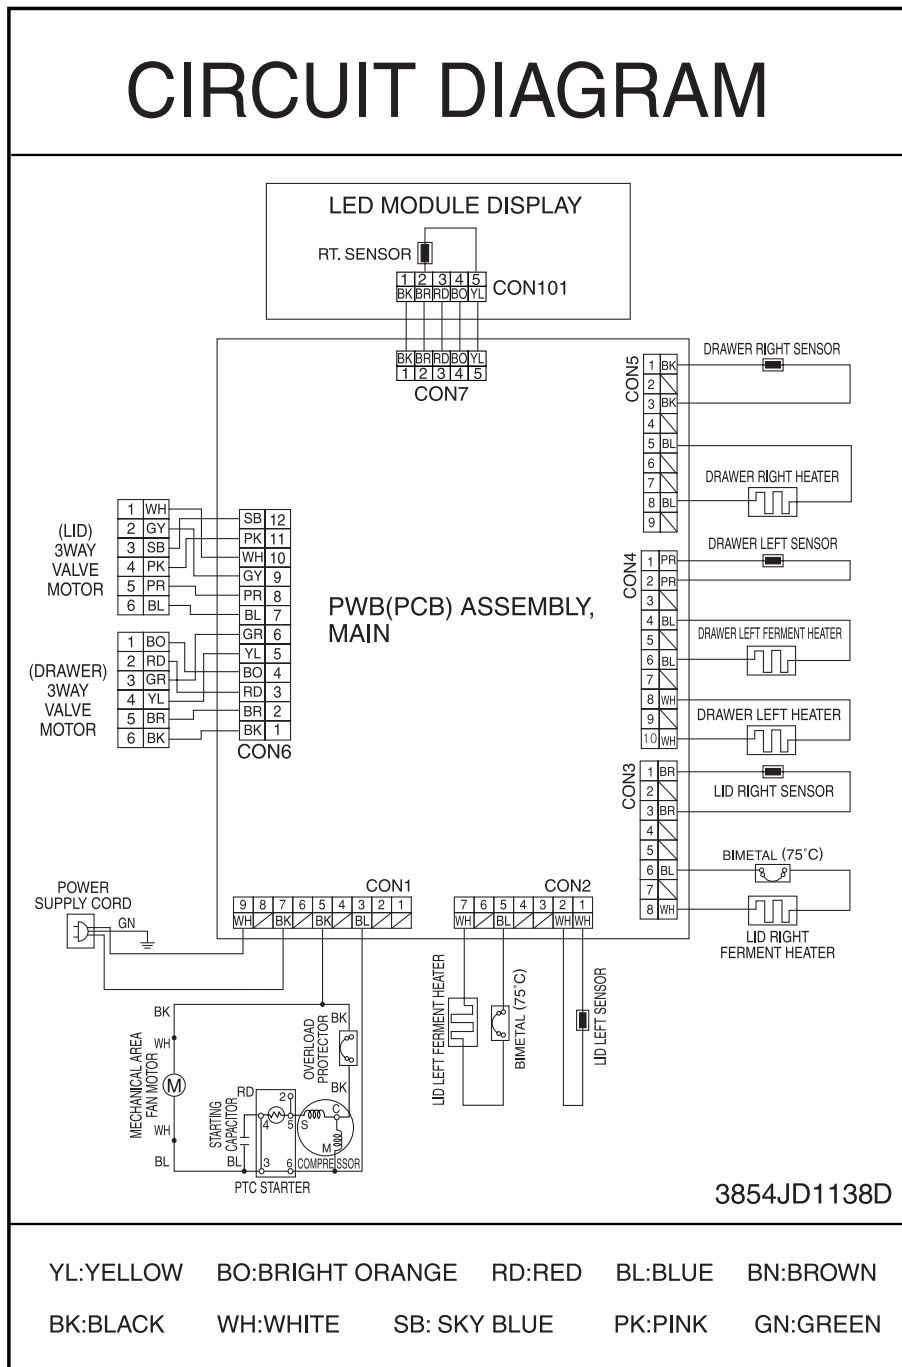 CIRCUIT DIAGRAM
LED MODULE DISPLAY
RT. SENSOR
1 2 3 4 5
BK BR RD BO YL
CON101
BK BR RD BO YL
1 2 3 4 5
CON7
PWB(PCB) ASSEMBLY,
MAIN
(LID)
3WAY
VALVE
MOTOR
1 WH
2 GY
3 SB
4 PK
5 PR
6 BL
(DRAWER)
3WAY
VALVE
MOTOR
1 BO
2 RD
3 GR
4 YL
5 BR
6 BK
SB 12
PK 11
WH 10
GY 9
PR 8
BL 7
GR 6
YL 5
BO 4
RD 3
BR 2
BK 1
CON6
CON5
1 BK
2
3 BK
4
5 BL
6
7
8 BL
9
DRAWER RIGHT SENSOR
DRAWER RIGHT HEATER
CON4
1 PR
2 PR
3
4 BL
5
6 BL
7
8 WH
9
10 WH
DRAWER LEFT SENSOR
DRAWER LEFT FERMENT HEATER
DRAWER LEFT HEATER
CON3
1 BR
2
3 BR
4
5
6 BL
7
8 WH
LID RIGHT SENSOR
BIMETAL (75˚C)
LID RIGHT
FERMENT HEATER
POWER
SUPPLY CORD
GN
CON1
9 8 7 6 5 4 3 2 1
WH BK BK BL
CON2
7 6 5 4 3 2 1
WH BL WH WH
LID LEFT FERMENT HEATER
BIMETAL (75˚C)
LID LEFT SENSOR
BK
WH
MECHANICAL AREA
FAN MOTOR
M
WH
BL
STARTING
CAPACITOR
BL
RD
2
4 5
3 6
PTC STARTER
OVERLOAD
PROTECTOR
BK
BK
S
C
M
COMPRESSOR
3854JD1138D
YL:YELLOW BO:BRIGHT ORANGE RD:RED BL:BLUE BN:BROWN
BK:BLACK WH:WHITE SB: SKY BLUE PK:PINK GN:GREEN